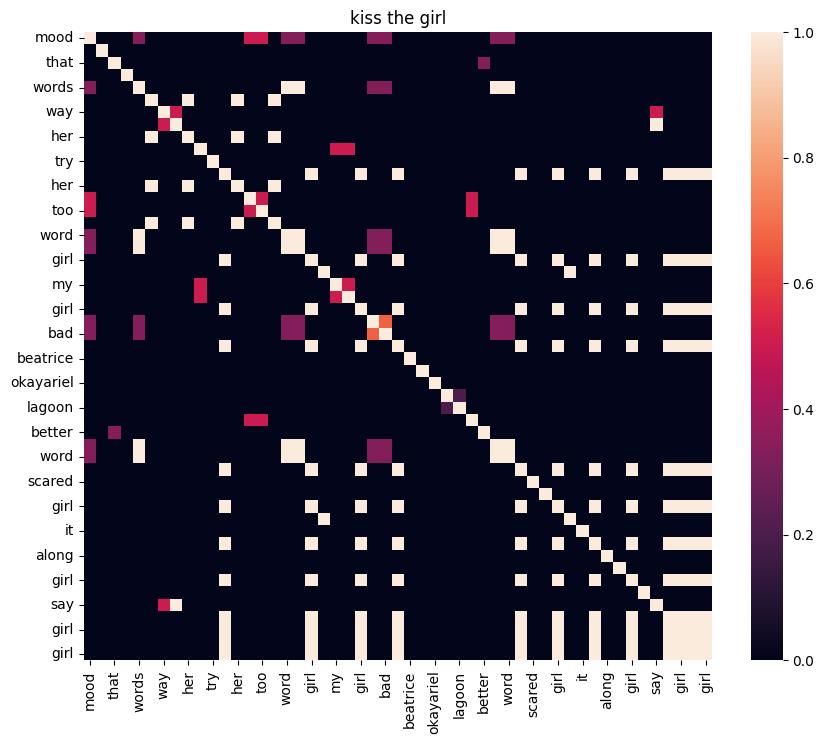 kiss the girl
mood
that
words
way
her
try
her
too
word
girl
my
girl
bad
beatrice
okayariel
lagoon
better
word
scared
girl
it
along
girl
say
girl
girl
mood
that
words
way
her
try
her
too
word
girl
my
girl
bad
beatrice
okayariel
lagoon
better
word
scared
girl
it
along
girl
say
girl
girl
1.0
0.8
0.6
0.4
0.2
0.0